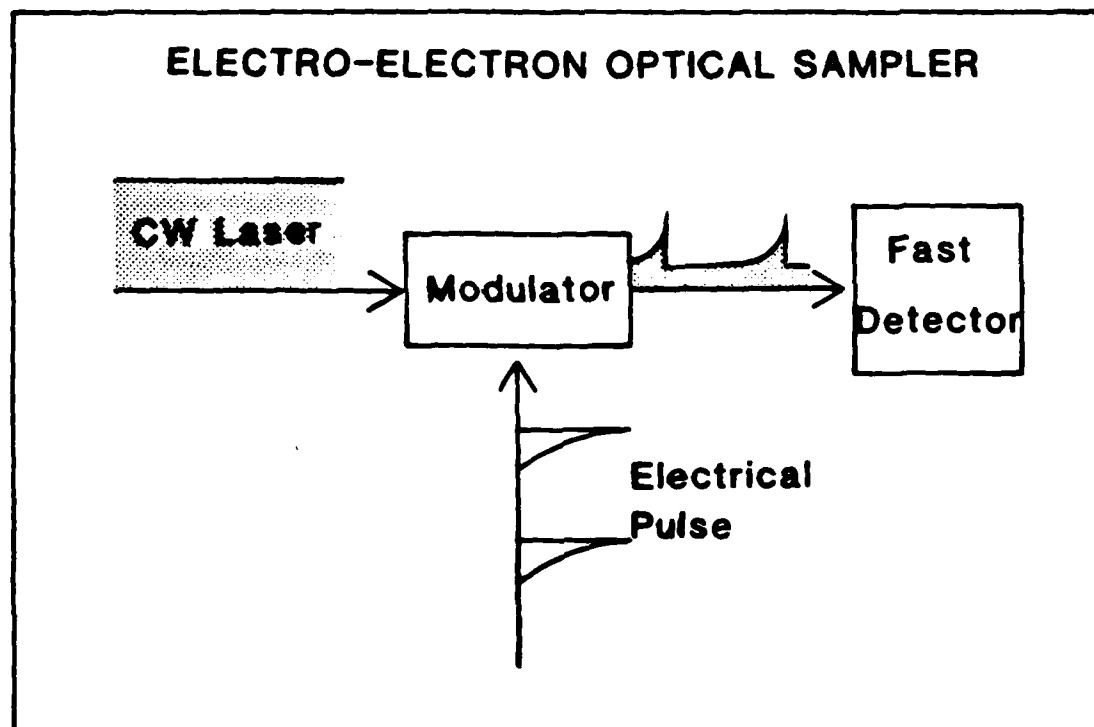 ELECTRO-ELECTRON OPTICAL SAMPLER
CW Laser
Modulator
Fast
Detector
Electrical
Pulse